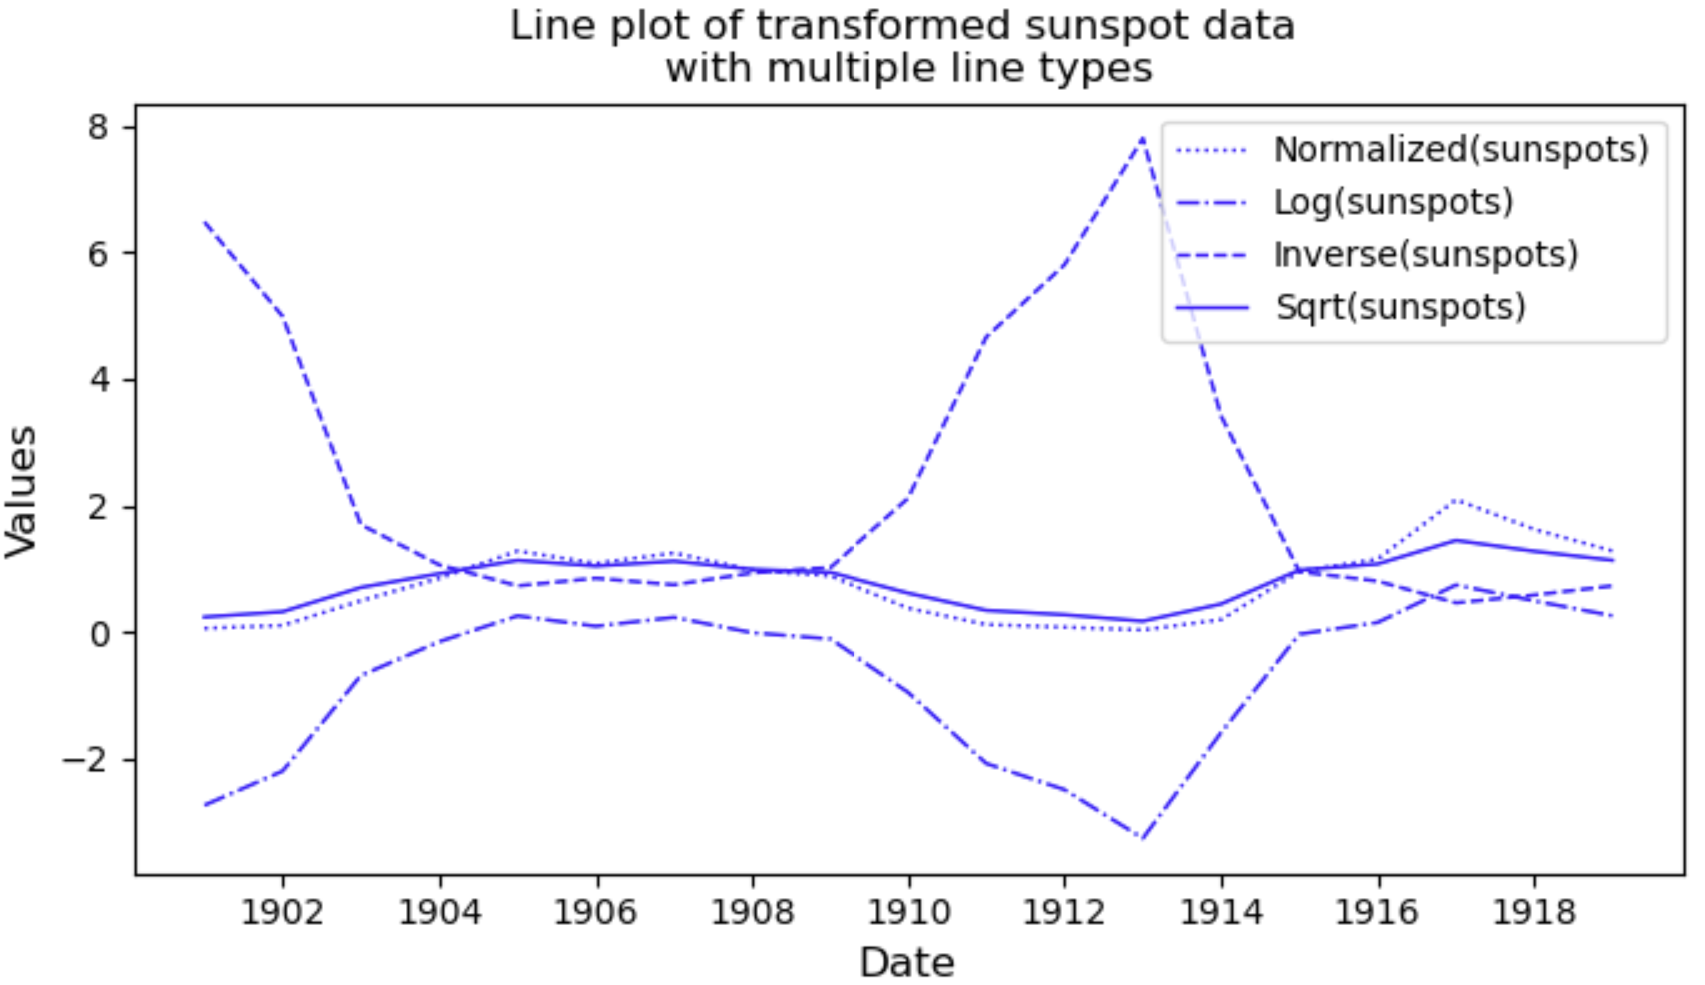 Line plot of transformed sunspot data
with multiple line types
Values
8
6
4
2
0
−2
Normalized(sunspots)
Log(sunspots)
Inverse(sunspots)
Sqrt(sunspots)
1902 1904 1906 1908 1910 1912 1914 1916 1918
Date